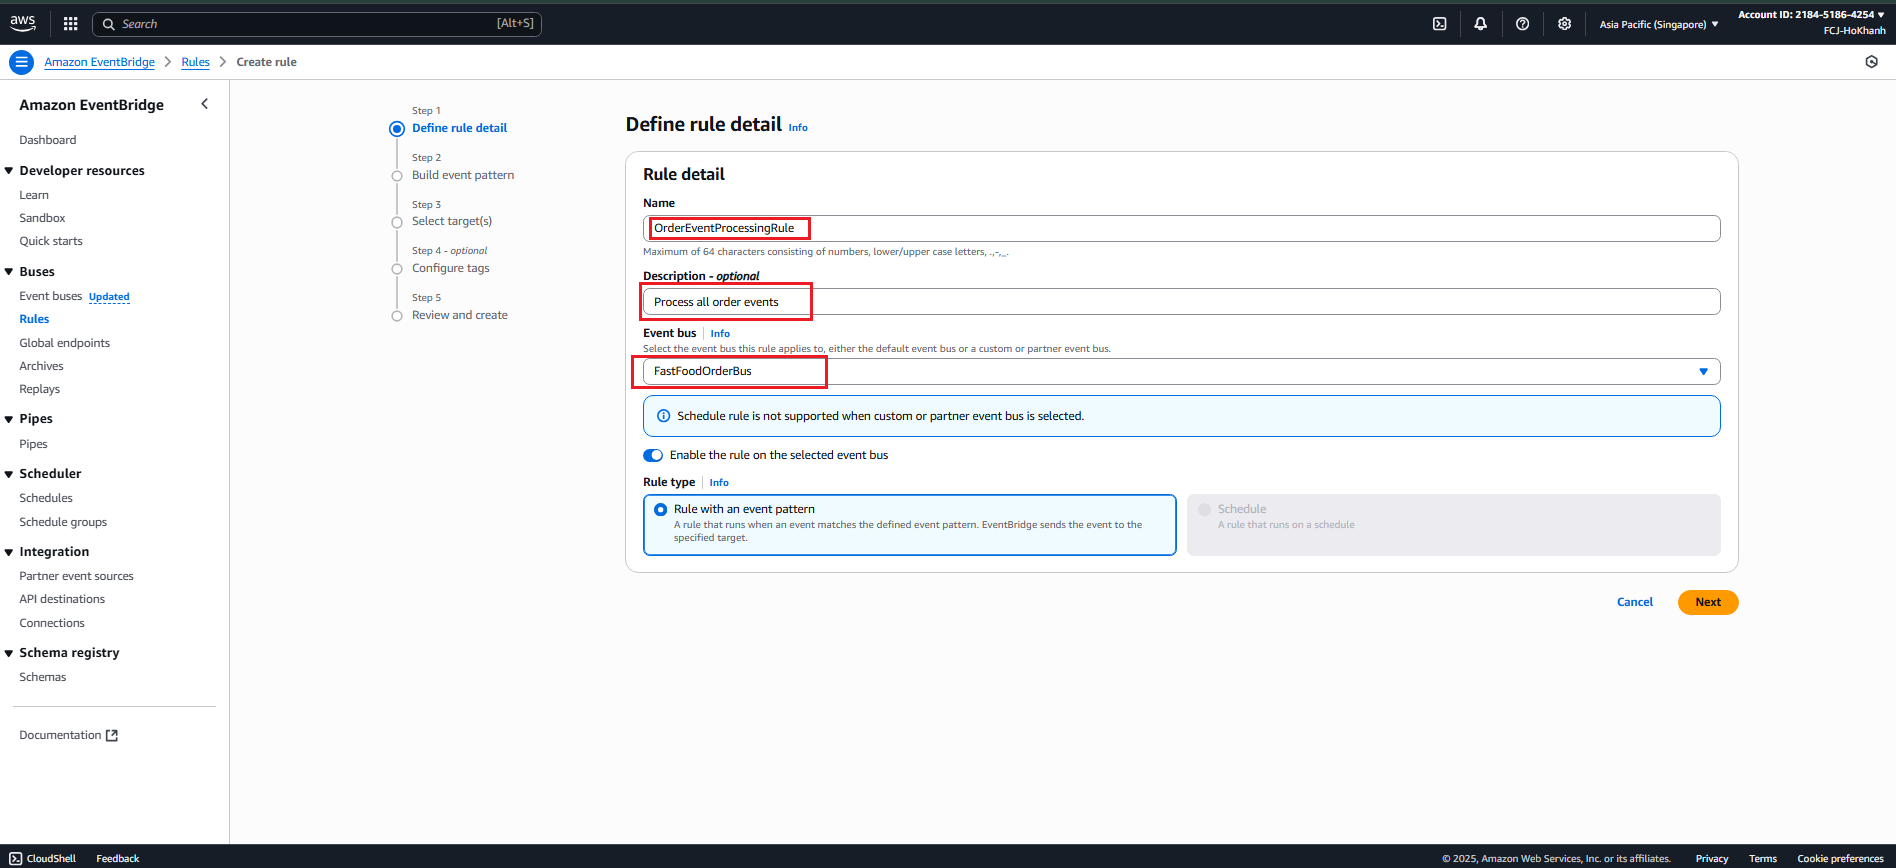 aws
Search
[Alt+S]
Asia Pacific (Singapore)
Account ID: 2184-5186-4254
FCJ-HoKhanh
Amazon EventBridge
Rules
Create rule
Amazon EventBridge
Dashboard
Developer resources
Learn
Sandbox
Quick starts
Buses
Event buses Updated
Rules
Global endpoints
Archives
Replays
Pipes
Pipes
Scheduler
Schedules
Schedule groups
Integration
Partner event sources
API destinations
Connections
Schema registry
Schemas
Documentation
Step 1
Define rule detail
Step 2
Build event pattern
Step 3
Select target(s)
Step 4 - optional
Configure tags
Step 5
Review and create
Define rule detail Info
Rule detail
Name
OrderEventProcessingRule
Maximum of 64 characters consisting of numbers, lower/upper case letters, .,-,_.
Description - optional
Process all order events
Event bus Info
Select the event bus this rule applies to, either the default event bus or a custom or partner event bus.
FastFoodOrderBus
Schedule rule is not supported when custom or partner event bus is selected.
Enable the rule on the selected event bus
Rule type Info
Rule with an event pattern
A rule that runs when an event matches the defined event pattern. EventBridge sends the event to the
specified target.
Schedule
A rule that runs on a schedule
Cancel
Next
CloudShell
Feedback
© 2025, Amazon Web Services, Inc. or its affiliates.
Privacy
Terms
Cookie preferences